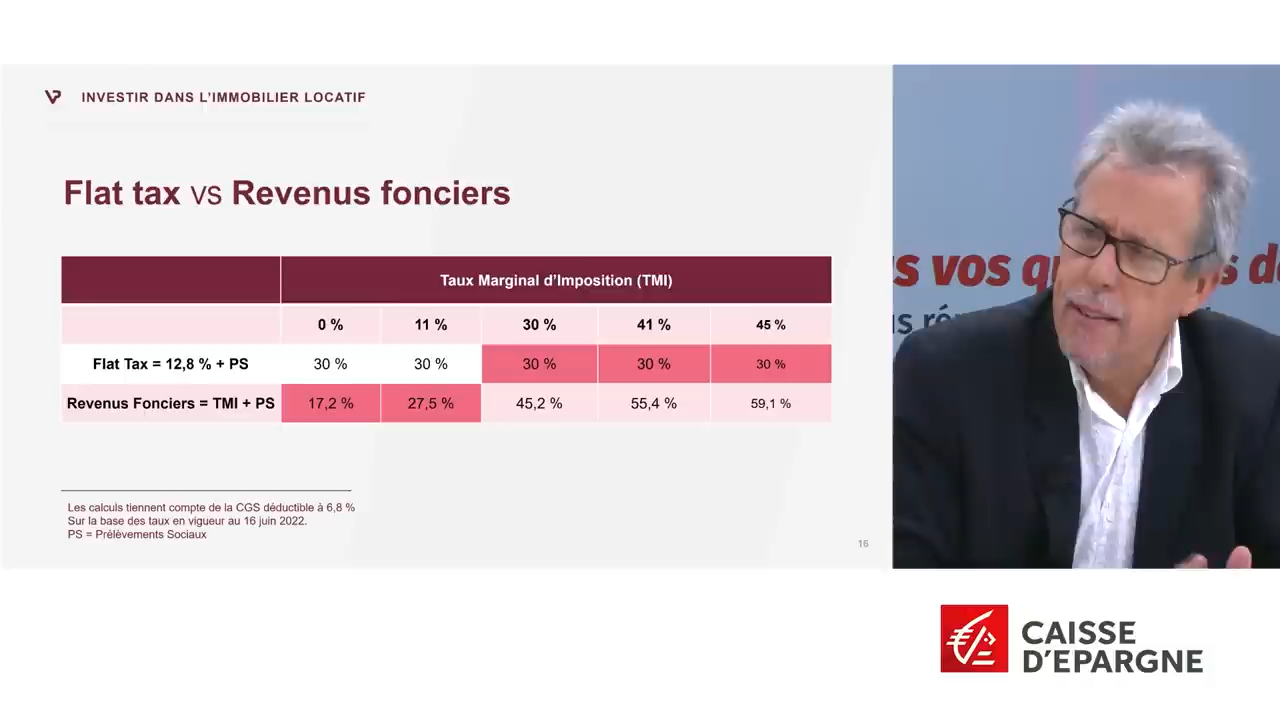 INVESTIR DANS L'IMMOBILIER LOCATIF
Flat tax vs Revenus fonciers
Taux Marginal d'Imposition (TMI)
0 % 11 % 30 % 41 % 45 %
Flat Tax = 12,8 % + PS 30 % 30 % 30 % 30 % 30 %
Revenus Fonciers = TMI + PS 17,2 % 27,5 % 45,2 % 55,4 % 59,1 %
Les calculs tiennent compte de la CGS déductible à 6,8 %
Sur la base des taux en vigueur au 16 juin 2022.
PS = Prélèvements Sociaux
16
vos
CAISSE
D'EPARGNE